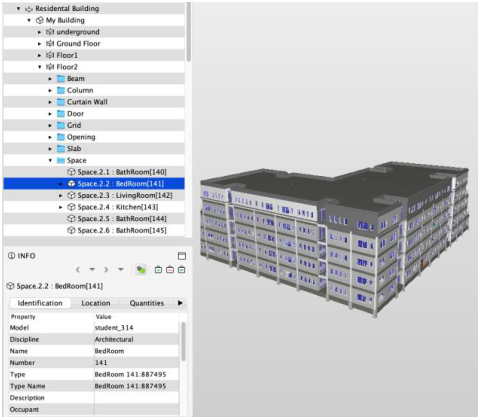 Residental Building
My Building
underground
Ground Floor
Floor1
Floor2
Beam
Column
Curtain Wall
Door
Grid
Opening
Slab
Space
Space.2.1 : BathRoom[140]
Space.2.2 : BedRoom[141]
Space.2.3 : LivingRoom[142]
Space.2.4 : Kitchen[143]
Space.2.5 : BathRoom[144]
Space.2.6 : BathRoom[145]
INFO
Space.2.2 : BedRoom[141]
Identification Location Quantities
Property Value
Model student_314
Discipline Architectural
Name BedRoom
Number 141
Type BedRoom 141:887495
Type Name BedRoom 141:887495
Description
Occupant